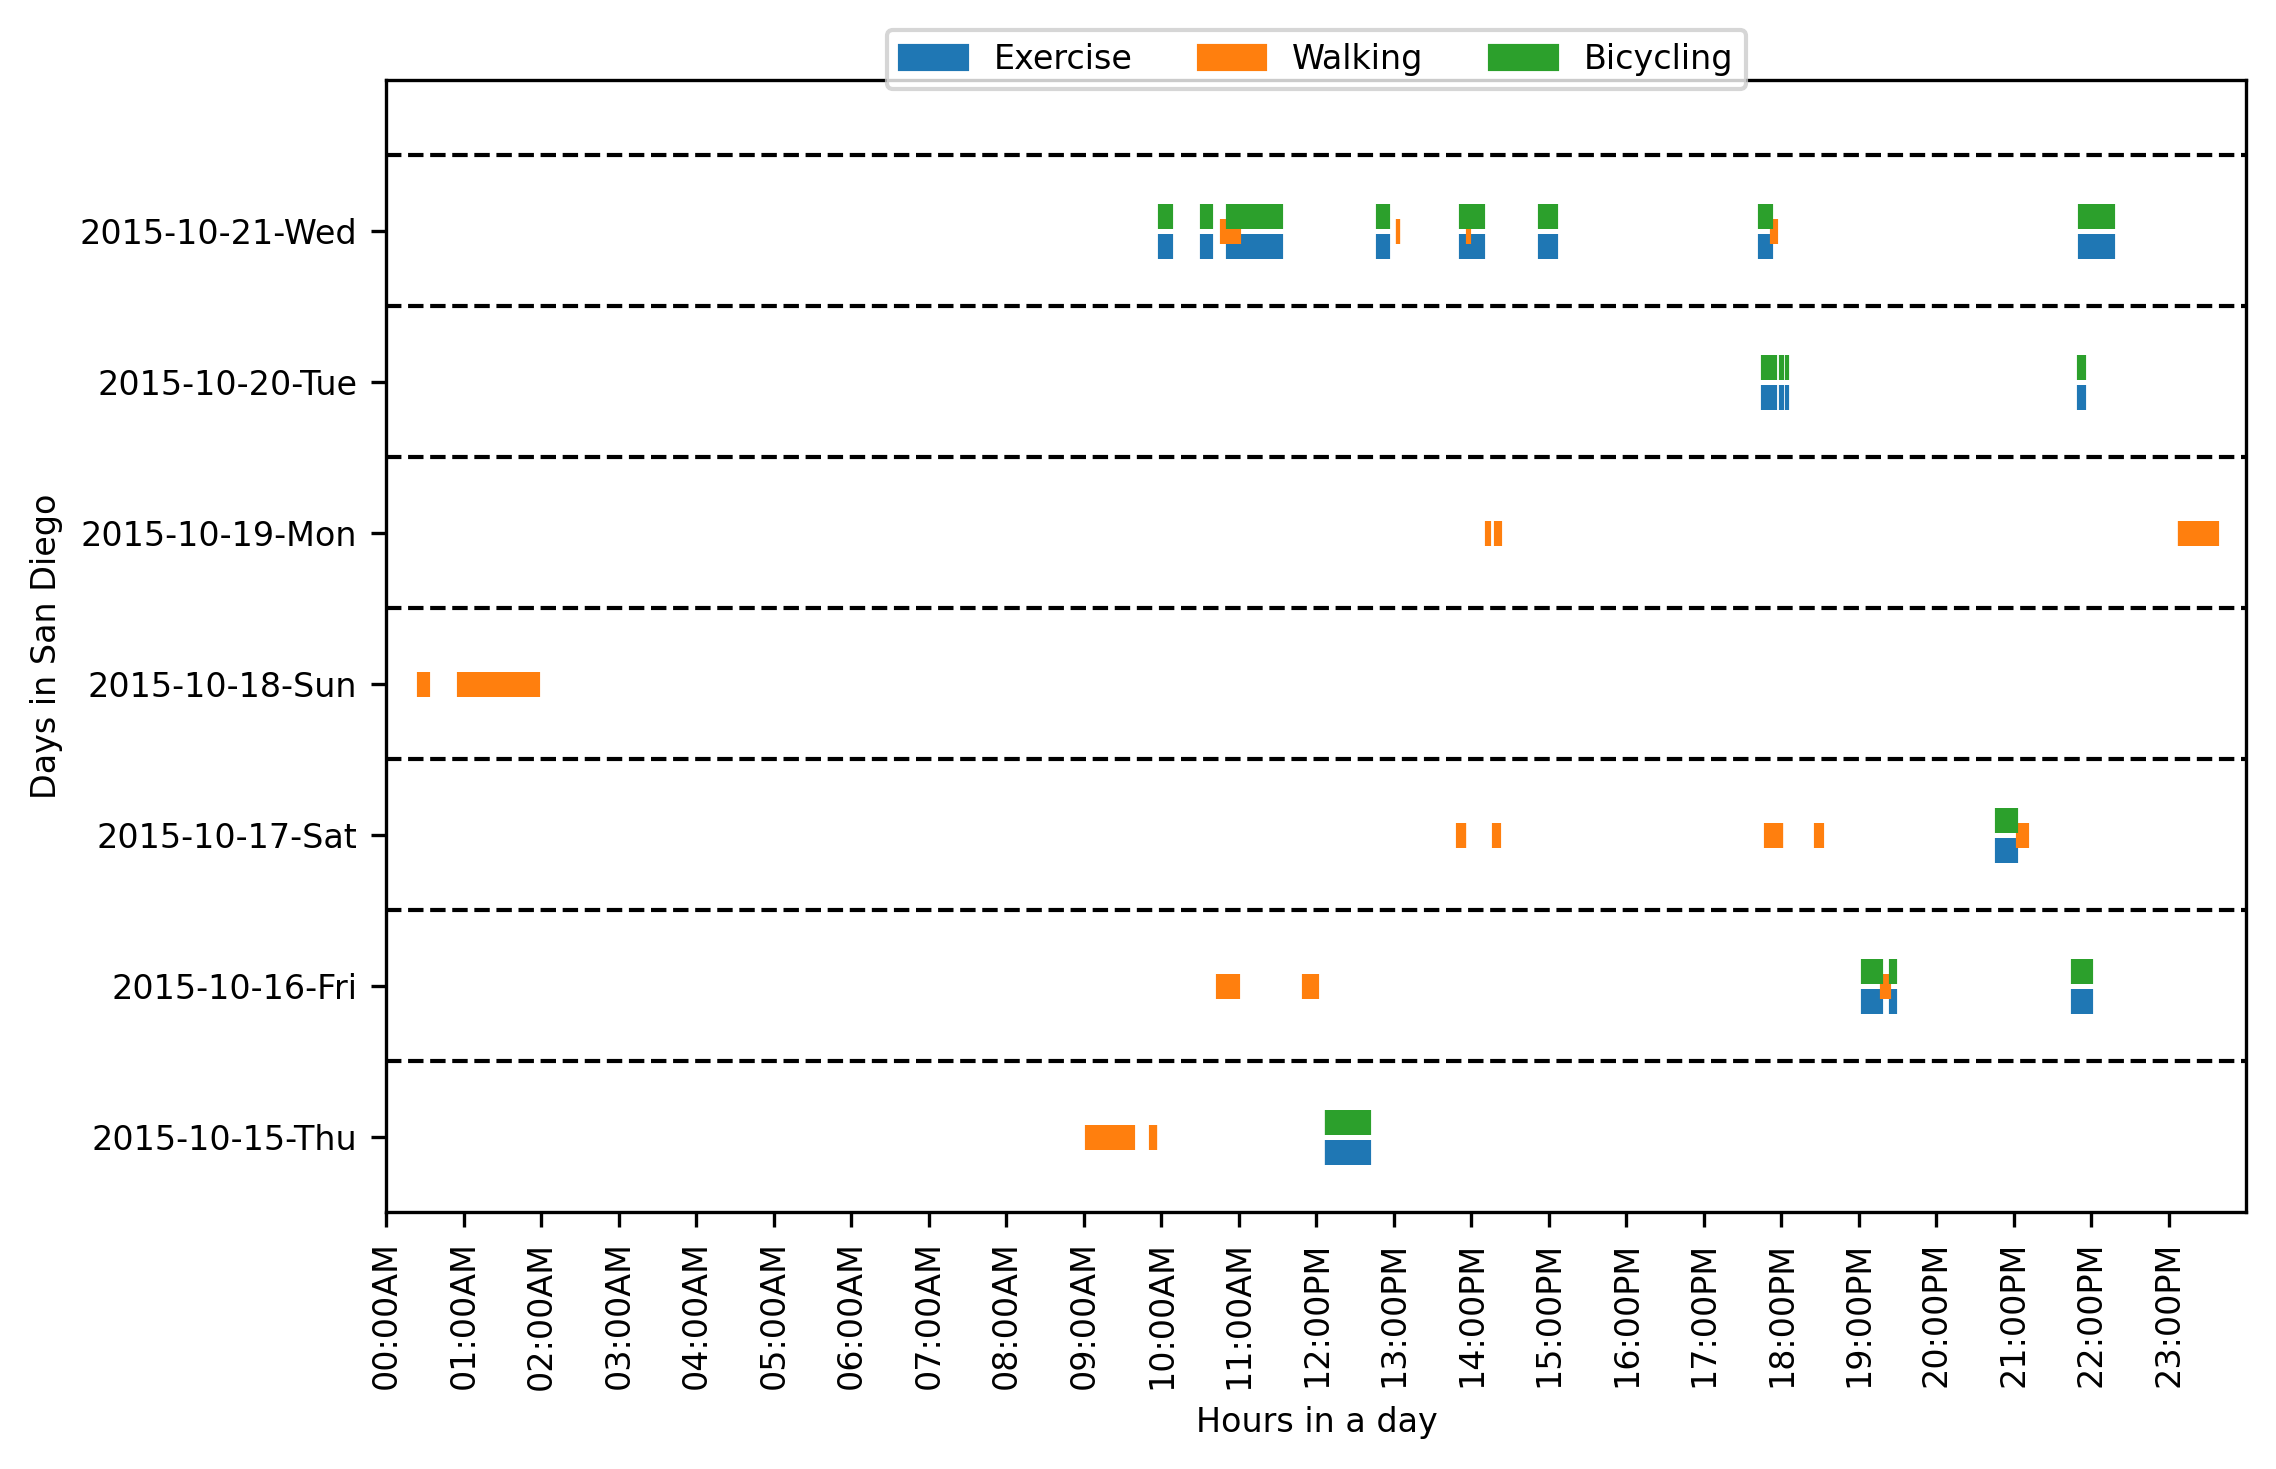 Exercise Walking Bicycling
Days in San Diego
2015-10-21-Wed
2015-10-20-Tue
2015-10-19-Mon
2015-10-18-Sun
2015-10-17-Sat
2015-10-16-Fri
2015-10-15-Thu
00:00AM
01:00AM
02:00AM
03:00AM
04:00AM
05:00AM
06:00AM
07:00AM
08:00AM
09:00AM
10:00AM
11:00AM
12:00PM
13:00PM
14:00PM
15:00PM
16:00PM
17:00PM
18:00PM
19:00PM
20:00PM
21:00PM
22:00PM
23:00PM
Hours in a day